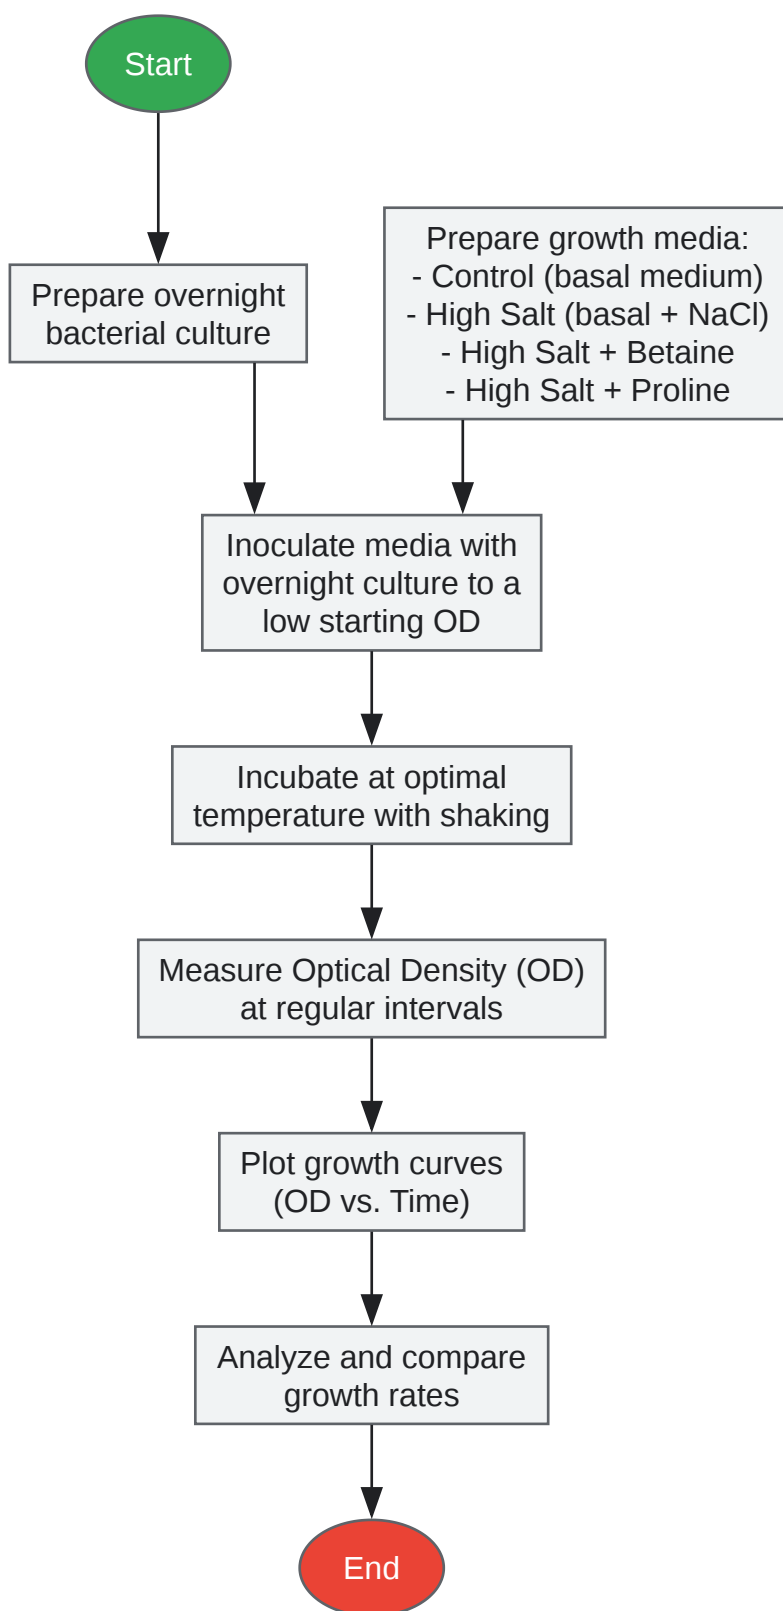 Start
Prepare overnight
bacterial culture
Prepare growth media:
- Control (basal medium)
- High Salt (basal + NaCl)
- High Salt + Betaine
- High Salt + Proline
Inoculate media with
overnight culture to a
low starting OD
Incubate at optimal
temperature with shaking
Measure Optical Density (OD)
at regular intervals
Plot growth curves
(OD vs. Time)
Analyze and compare
growth rates
End